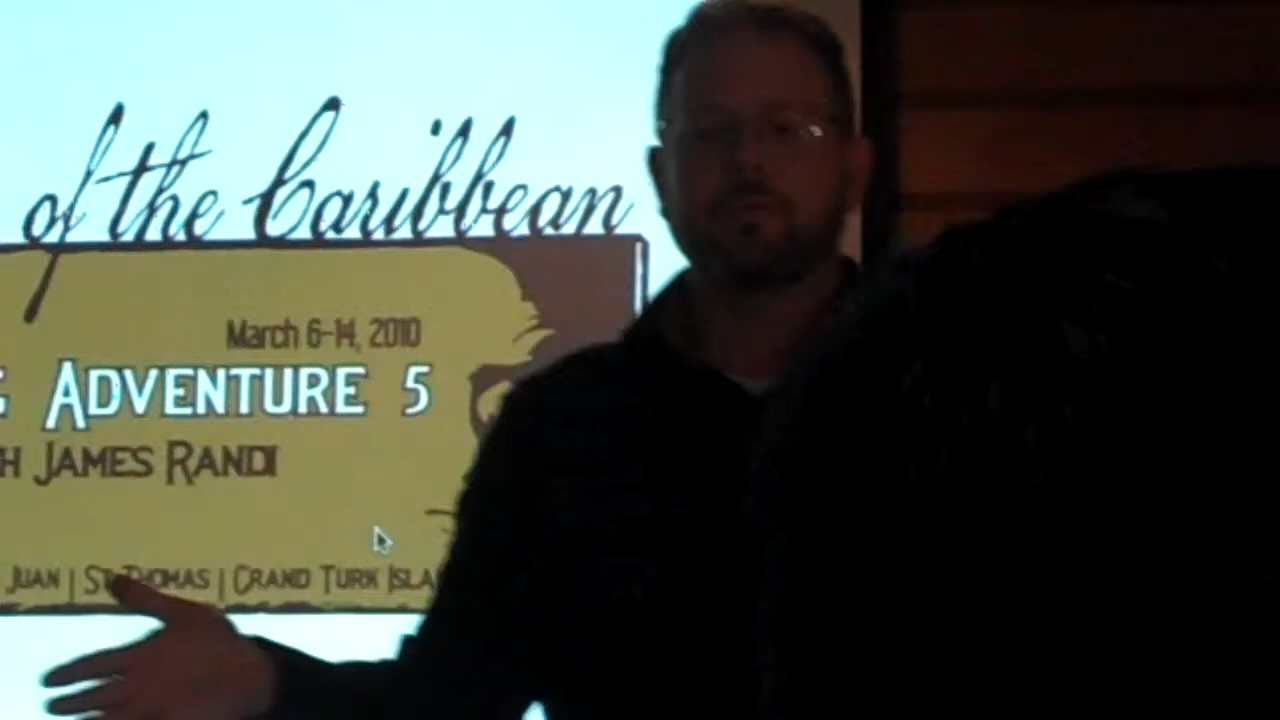 of the Caribbean
March 6-14, 2010
ADVENTURE 5
JAMES RANDI
JUAN | ST THOMAS | GRAND TURK